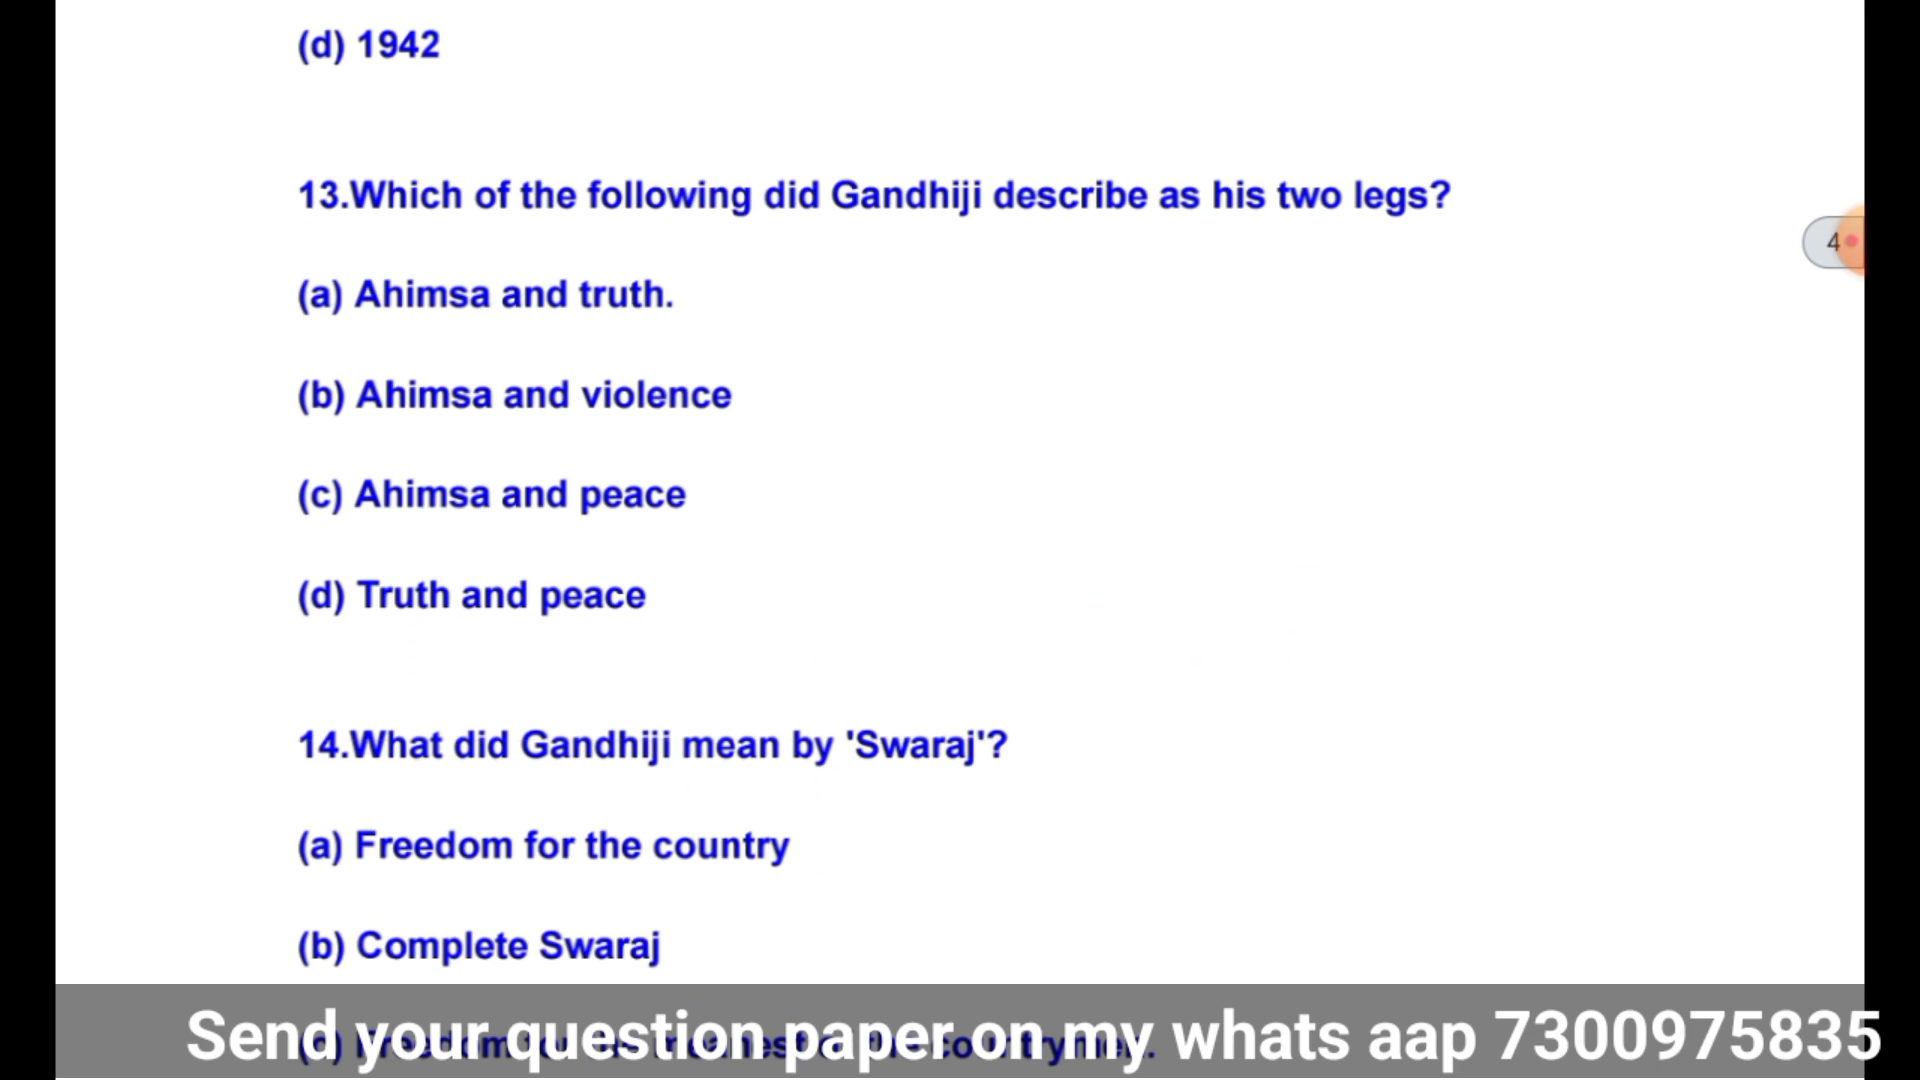 (d) 1942
13.Which of the following did Gandhiji describe as his two legs?
4
(a) Ahimsa and truth.
(b) Ahimsa and violence
(c) Ahimsa and peace
(d) Truth and peace
14.What did Gandhiji mean by 'Swaraj'?
(a) Freedom for the country
(b) Complete Swaraj
Send your question paper on my whats aap 7300975835